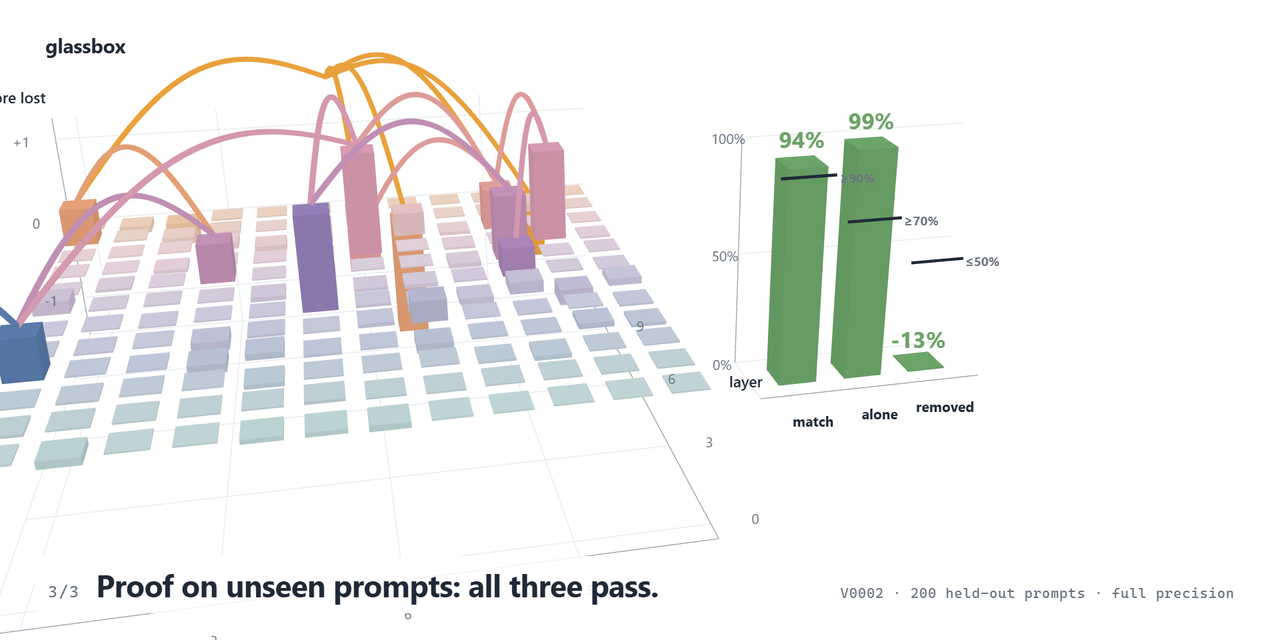 glassbox
re lost
+1
0
-1
9
6
3
0
6
100%
50%
0%
layer
94%
99%
-13%
≥90%
≥70%
≤50%
match
alone
removed
3/3 Proof on unseen prompts: all three pass.
V0002 · 200 held-out prompts · full precision